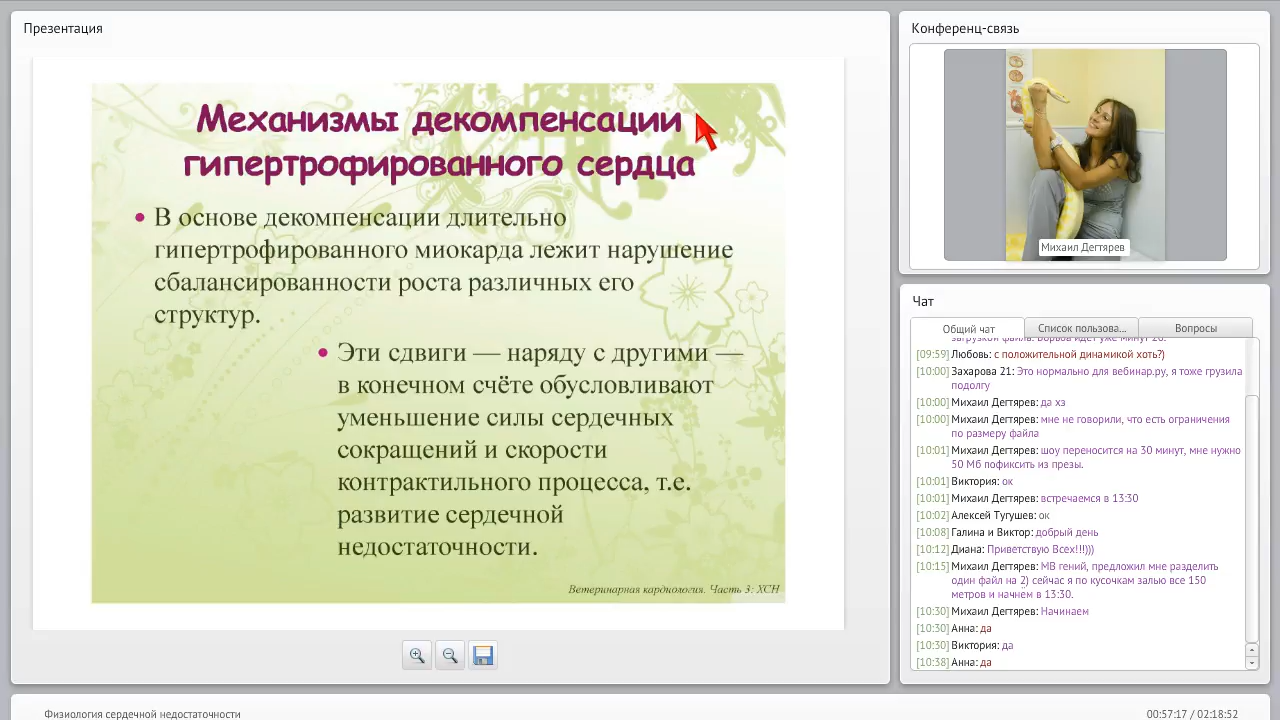 Презентация
Механизмы декомпенсации
гипертрофированного сердца
• В основе декомпенсации длительно
гипертрофированного миокарда лежит нарушение
сбалансированности роста различных его
структур.
• Эти сдвиги — наряду с другими —
в конечном счёте обусловливают
уменьшение силы сердечных
сокращений и скорости
контрактильного процесса, т.е.
развитие сердечной
недостаточности.
Ветеринарная кардиология. Часть 3: ХСН
Конференц-связь
Михаил Дегтярев
Чат
Общий чат
Список пользова...
Вопросы
[09:59] Любовь: с положительной динамикой хоть?)
[10:00] Захарова 21: Это нормально для вебинар.ру, я тоже грузила
подолгу
[10:00] Михаил Дегтярев: да хз
[10:00] Михаил Дегтярев: мне не говорили, что есть ограничения
по размеру файла
[10:01] Михаил Дегтярев: шоу переносится на 30 минут, мне нужно
50 Мб пофиксить из презы.
[10:01] Виктория: ок
[10:01] Михаил Дегтярев: встречаемся в 13:30
[10:02] Алексей Тугушев: ок
[10:08] Галина и Виктор: добрый день
[10:12] Диана: Приветствую Всех!!!)))
[10:15] Михаил Дегтярев: МВ гений, предложил мне разделить
один файл на 2) сейчас я по кусочкам залью все 150
метров и начнем в 13:30.
[10:30] Михаил Дегтярев: Начинаем
[10:30] Анна: да
[10:30] Виктория: да
[10:38] Анна: да
Физиология сердечной недостаточности
00:57:17 / 02:18:52